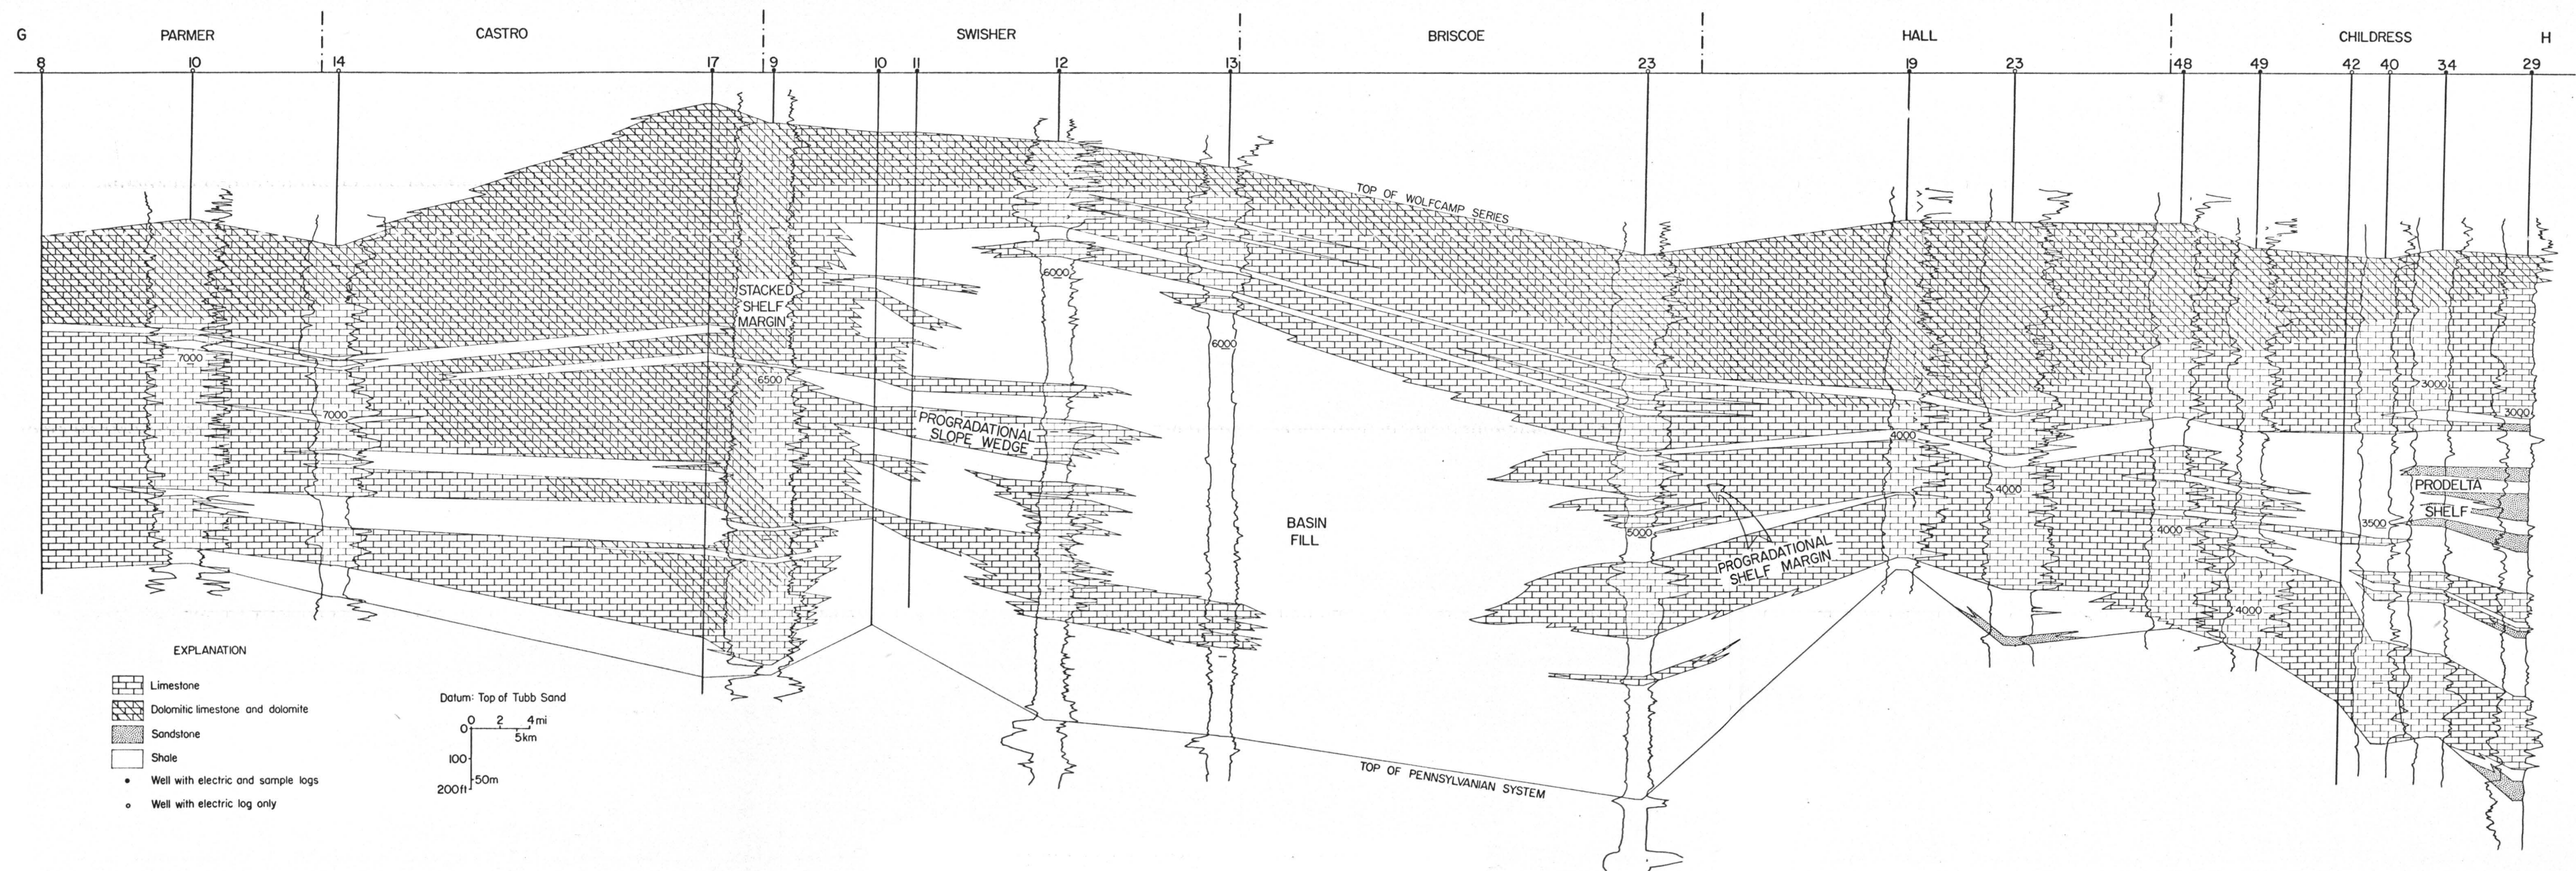 G PARMER CASTRO SWISHER BRISCOE HALL CHILDRESS H
8 10 14 17 9 10 11 12 13 23 19 23 48 49 42 40 34 29
TOP OF WOLFCAMP SERIES
6000
STACKED
SHELF
MARGIN
6000
7000
6500
3000
7000
3000
PROGRADATIONAL
SLOPE WEDGE
4000
PRODELTA
4000
SHELF
BASIN
FILL
5000
4000
3500
PROGRADATIONAL
SHELF MARGIN
4000
EXPLANATION
Limestone
Dolomitic limestone and dolomite
Sandstone
Shale
Well with electric and sample logs
Well with electric log only
Datum: Top of Tubb Sand
0 2 4 mi
0
5km
100
50m
200ft
TOP OF PENNSYLVANIAN SYSTEM